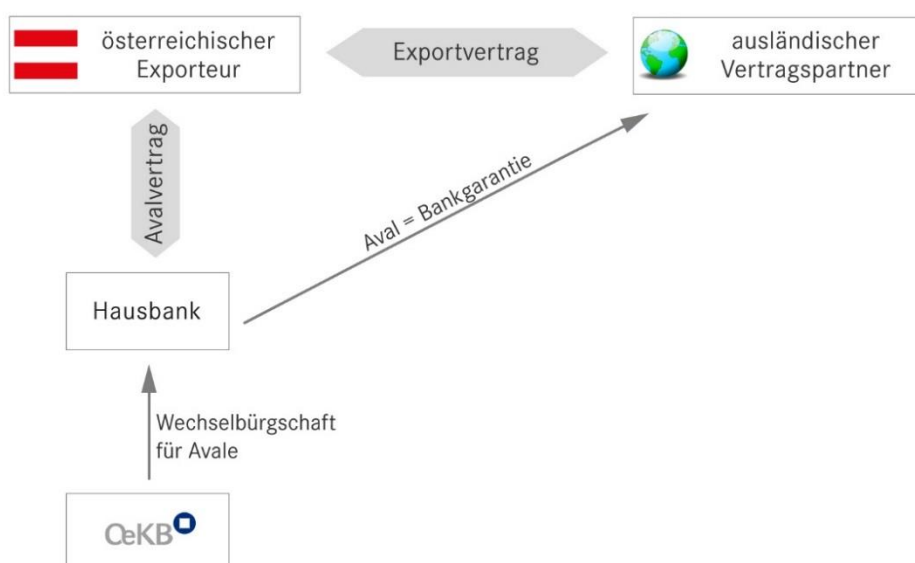 österreichischer
Exporteur
Exportvertrag
ausländischer
Vertragspartner
Avalvertrag
Aval = Bankgarantie
Hausbank
Wechselbürgschaft
für Avale
OeKB